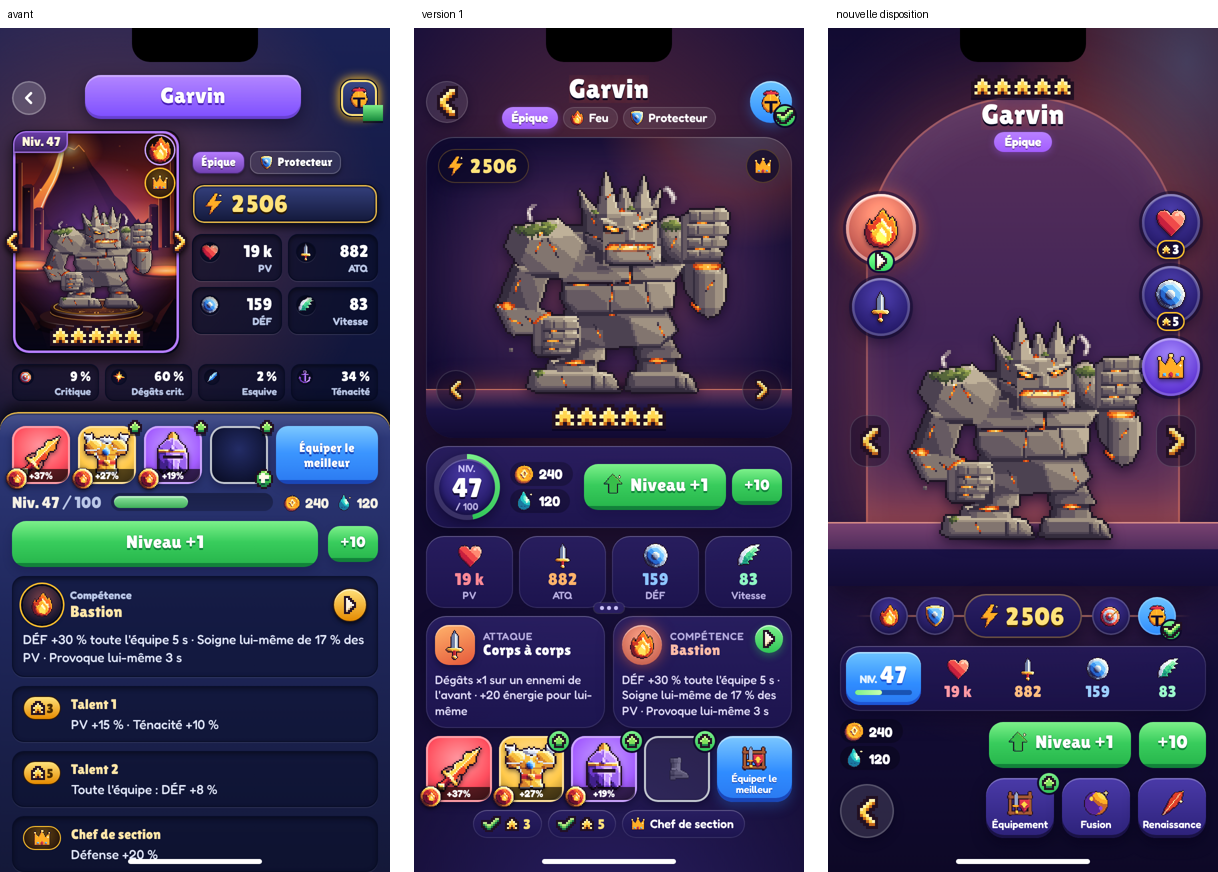 avant
Garvin
Niv. 47
Épique
Protecteur
2506
19 k
PV
882
ATQ
159
DÉF
83
Vitesse
9 %
Critique
60 %
Dégâts crit.
2 %
Esquive
34 %
Ténacité
+37%
+27%
+19%
Équiper le
meilleur
Niv. 47 / 100
240
120
Niveau +1
+10
Compétence
Bastion
DÉF +30 % toute l'équipe 5 s · Soigne lui-même de 17 % des
PV · Provoque lui-même 3 s
3
Talent 1
PV +15 % · Ténacité +10 %
5
Talent 2
Toute l'équipe : DÉF +8 %
Chef de section
Défense +20 %
version 1
Garvin
Épique
Feu
Protecteur
2506
NIV.
47
/ 100
240
120
Niveau +1
+10
19 k
PV
882
ATQ
159
DÉF
83
Vitesse
ATTAQUE
Corps à corps
Dégâts ×1 sur un ennemi de
l'avant · +20 énergie pour lui-
même
COMPÉTENCE
Bastion
DÉF +30 % toute l'équipe 5 s ·
Soigne lui-même de 17 % des
PV · Provoque lui-même 3 s
+37%
+27%
+19%
Équiper le
meilleur
3
5
Chef de section
nouvelle disposition
Garvin
Épique
3
5
2506
NIV. 47
19 k
882
159
83
240
120
Niveau +1
+10
Équipement
Fusion
Renaissance